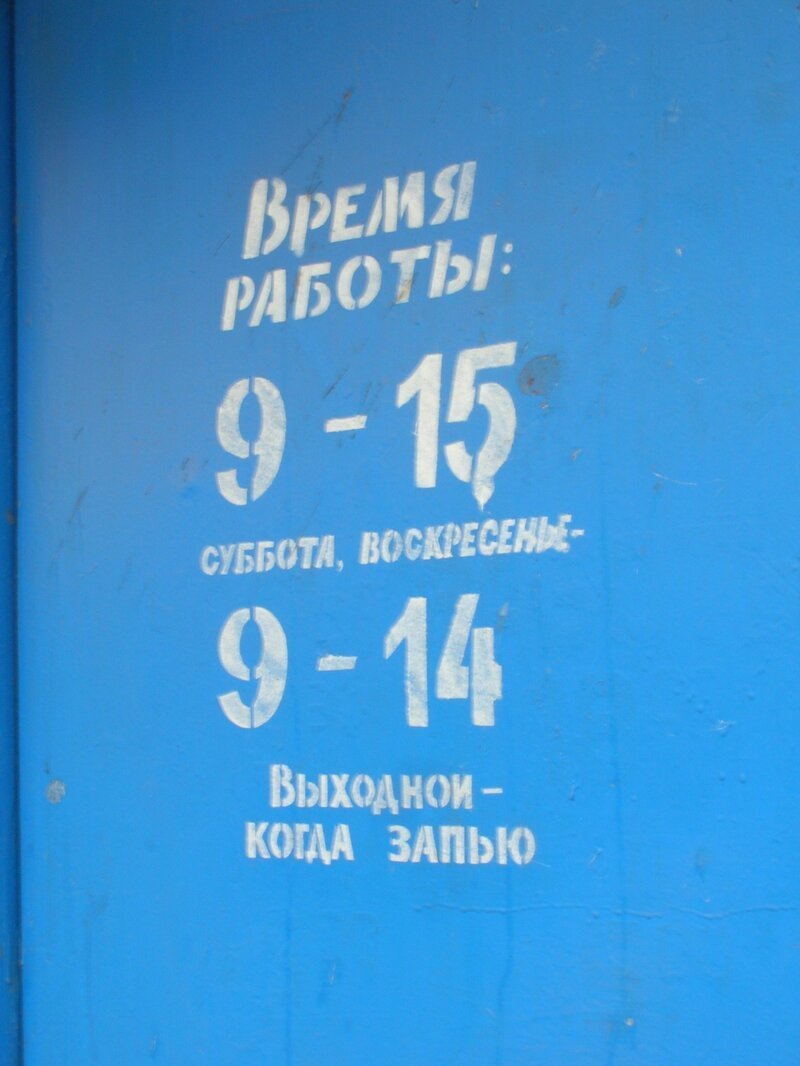 Время
работы:
9 - 15
суббота, воскресенье-
9 - 14
Выходной -
когда запью